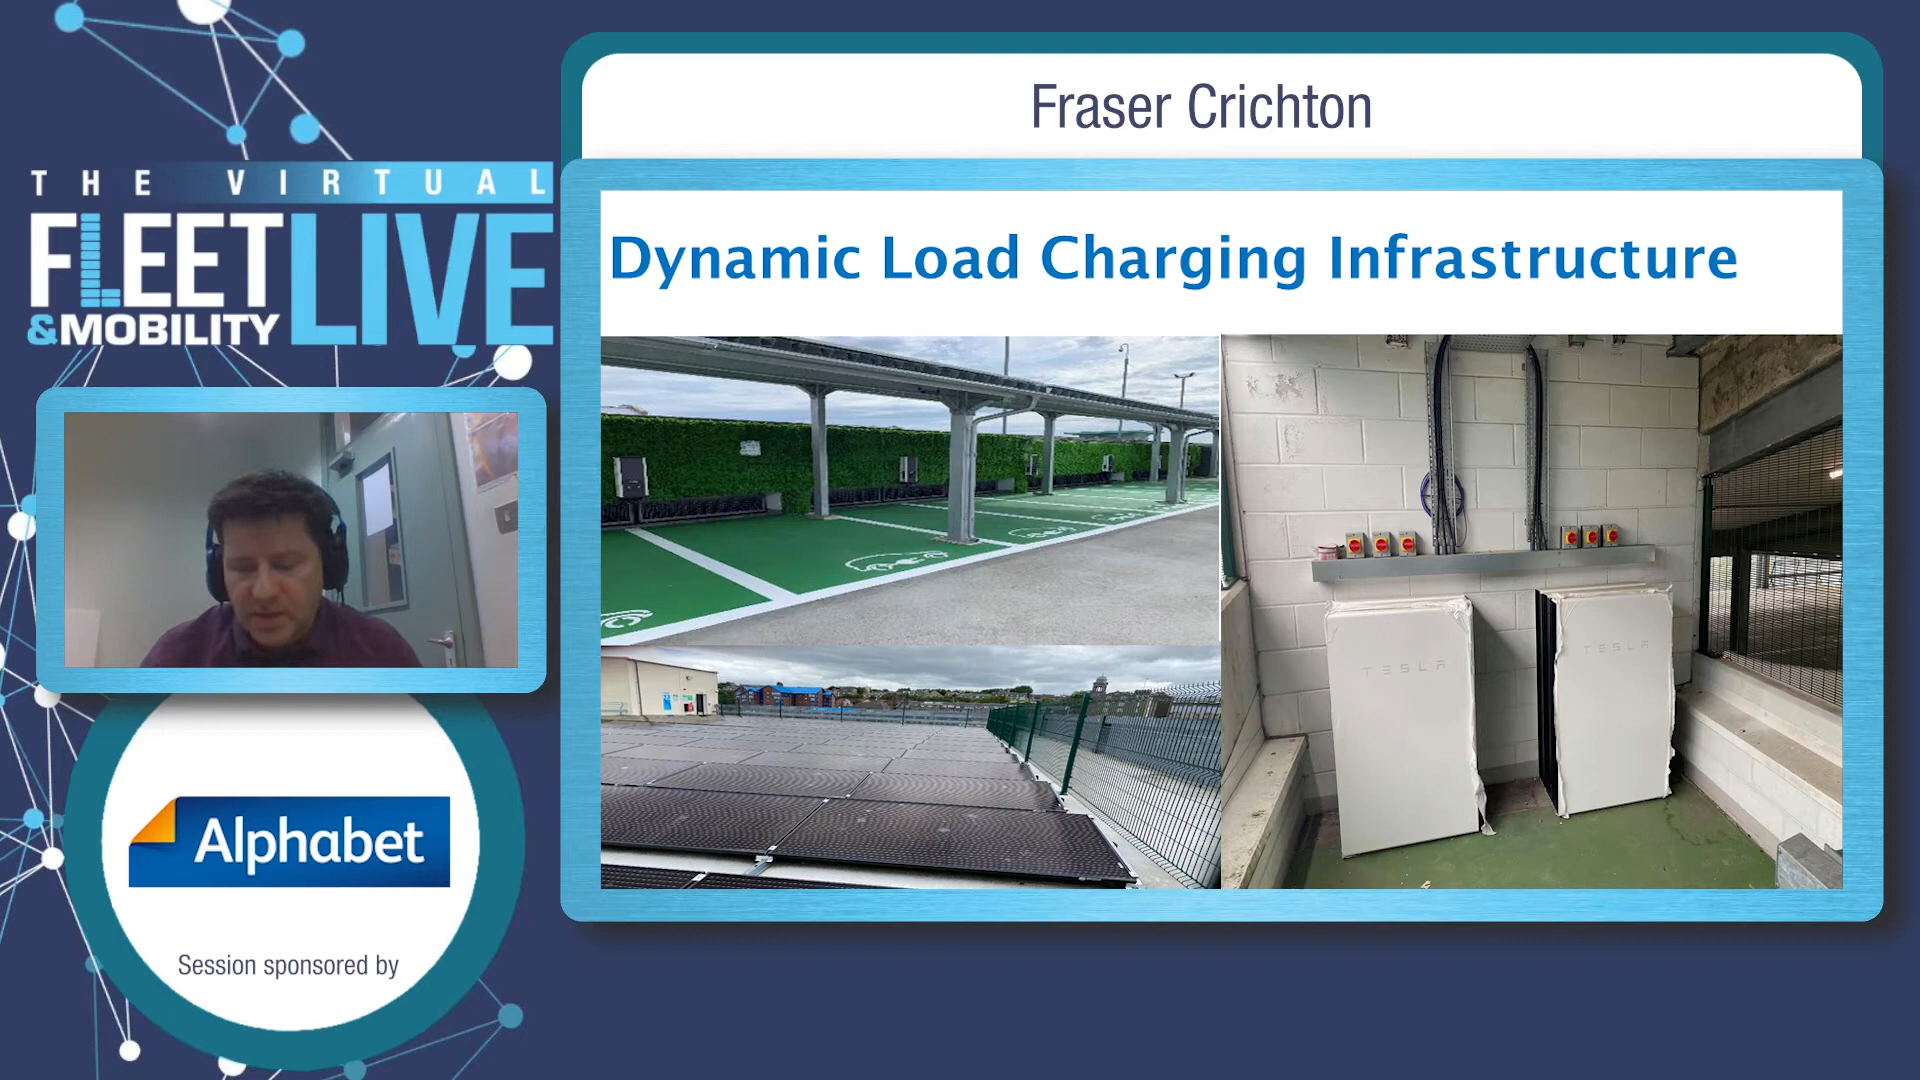 THE VIRTUAL
FLEET
&MOBILITY
LIVE
Fraser Crichton
Dynamic Load Charging Infrastructure
TESLA
TESLA
Alphabet
Session sponsored by